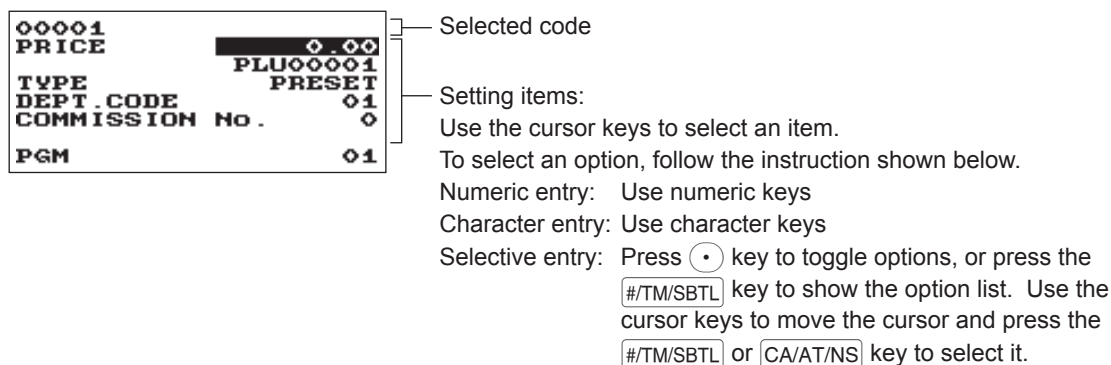 00001
PRICE 0.00
PLU00001
TYPE PRESET
DEPT.CODE 01
COMMISSION No. 0
PGM 01
Selected code
Setting items:
Use the cursor keys to select an item.
To select an option, follow the instruction shown below.
Numeric entry: Use numeric keys
Character entry: Use character keys
Selective entry: Press • key to toggle options, or press the
#/TM/SBTL key to show the option list. Use the
cursor keys to move the cursor and press the
#/TM/SBTL or CA/AT/NS key to select it.